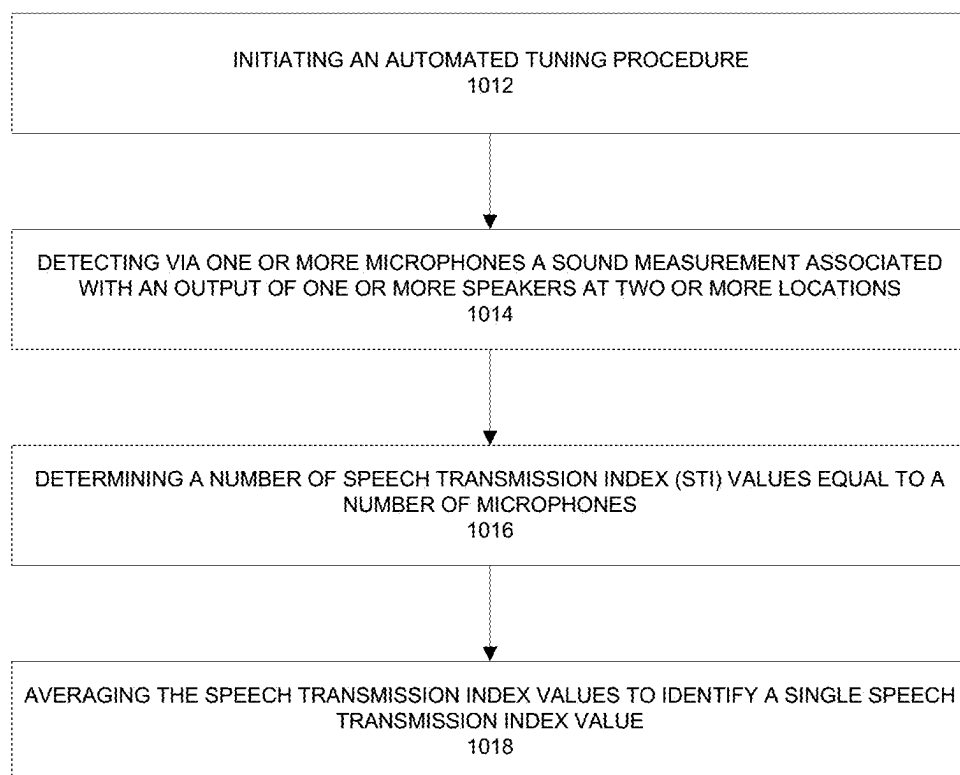 INITIATING AN AUTOMATED TUNING PROCEDURE
1012
DETECTING VIA ONE OR MORE MICROPHONES A SOUND MEASUREMENT ASSOCIATED
WITH AN OUTPUT OF ONE OR MORE SPEAKERS AT TWO OR MORE LOCATIONS
1014
DETERMINING A NUMBER OF SPEECH TRANSMISSION INDEX (STI) VALUES EQUAL TO A
NUMBER OF MICROPHONES
1016
AVERAGING THE SPEECH TRANSMISSION INDEX VALUES TO IDENTIFY A SINGLE SPEECH
TRANSMISSION INDEX VALUE
1018